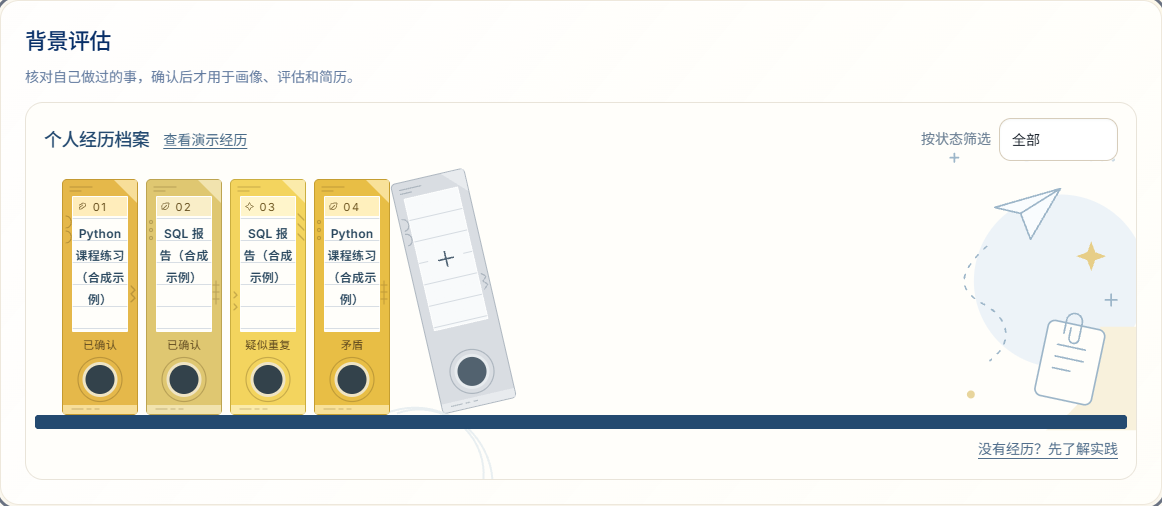 背景评估
核对自己做过的事，确认后才用于画像、评估和简历。
个人经历档案 查看演示经历
按状态筛选 全部
01
Python
课程练习
（合成示
例）
已确认
02
SQL 报
告（合成
示例）
已确认
03
SQL 报
告（合成
示例）
疑似重复
04
Python
课程练习
（合成示
例）
矛盾
没有经历？先了解实践